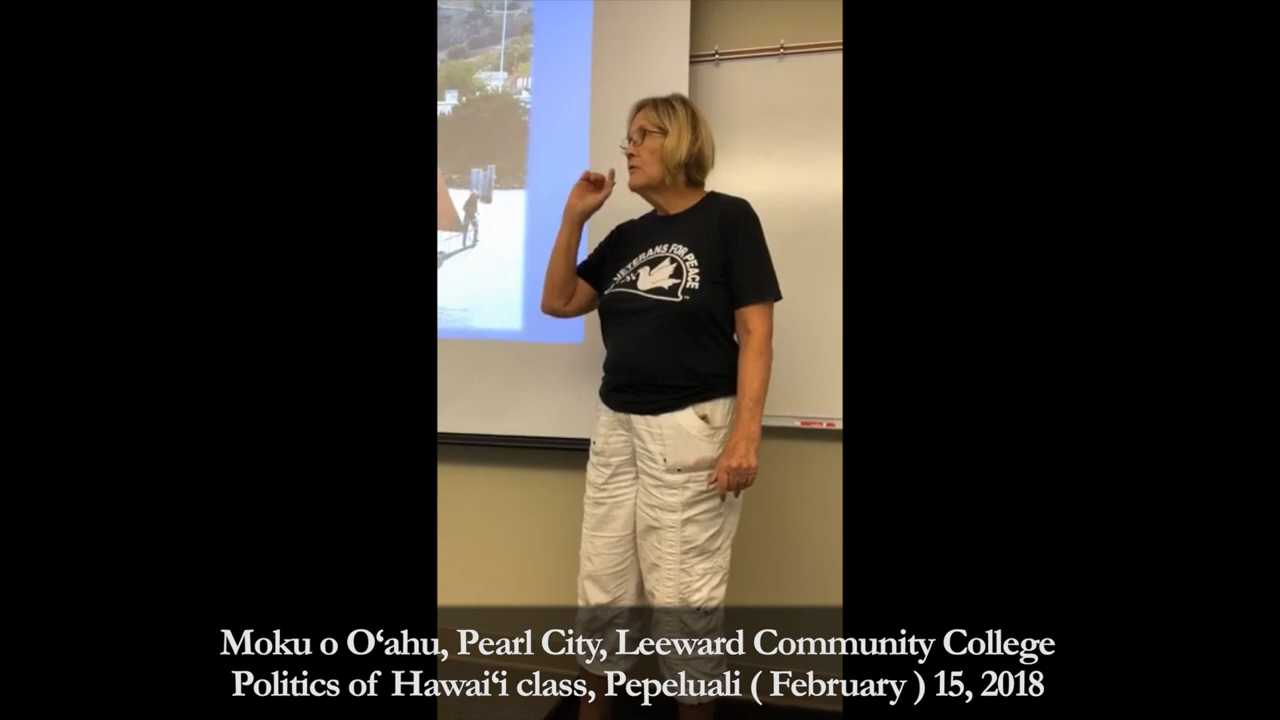 VETERANS FOR PEACE
Moku o Oʻahu, Pearl City, Leeward Community College
Politics of Hawaiʻi class, Pepeluali ( February ) 15, 2018